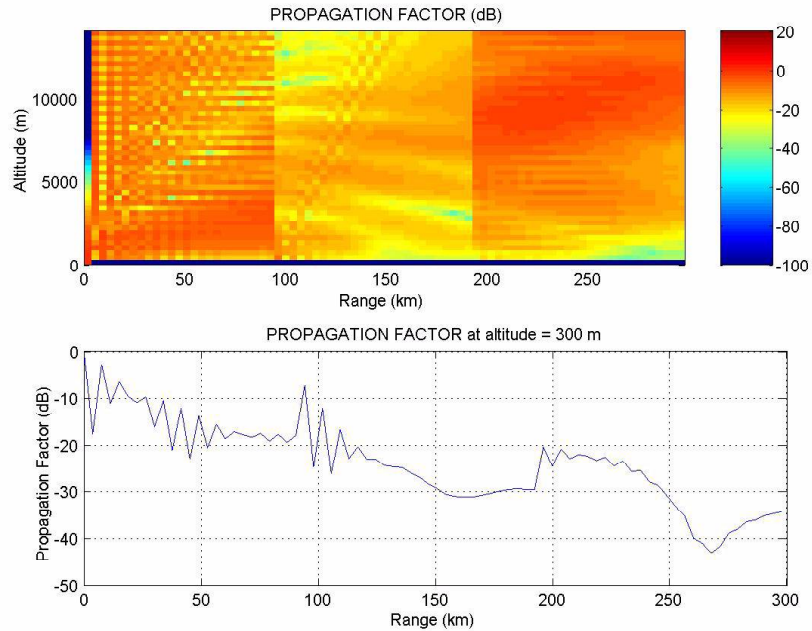 PROPAGATION FACTOR (dB)
Altitude (m)
10000
5000
0
0 50 100 150 200 250
Range (km)
20
0
-20
-40
-60
-80
-100
PROPAGATION FACTOR at altitude = 300 m
Propagation Factor (dB)
0
-10
-20
-30
-40
-50
0 50 100 150 200 250 300
Range (km)